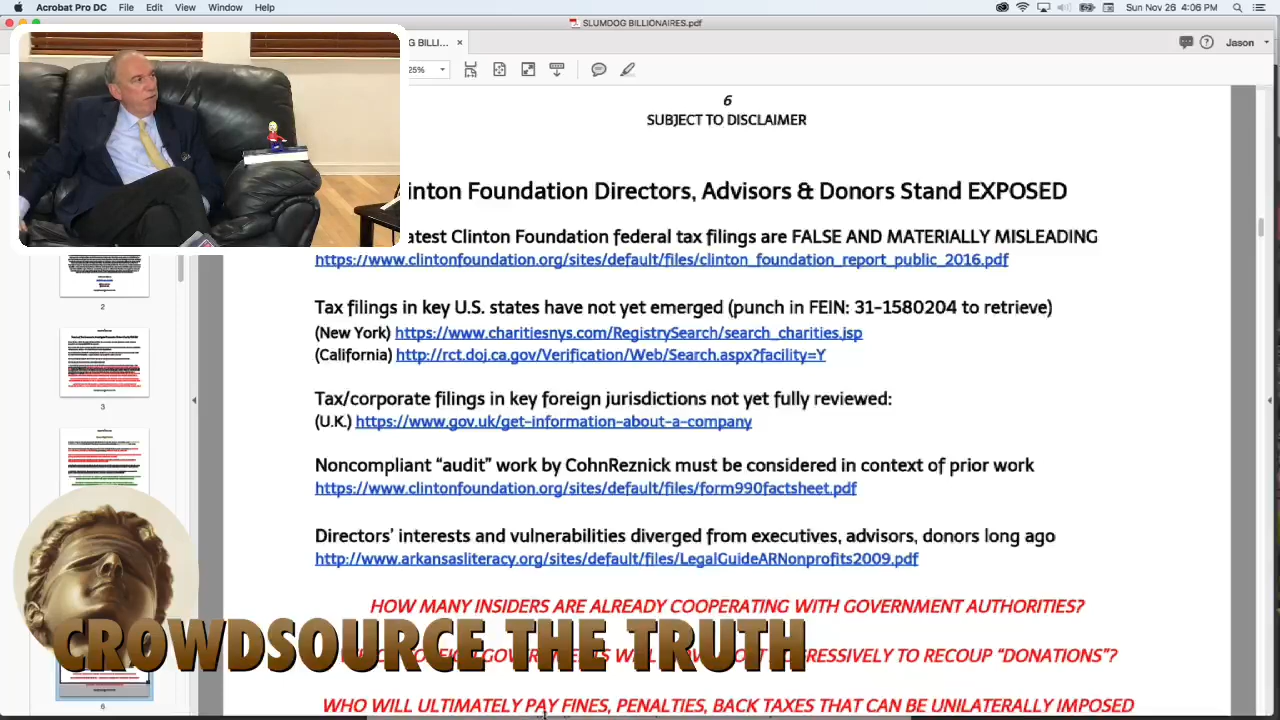 Acrobat Pro DC File Edit View Window Help
Sun Nov 26 4:06 PM
SLUMDOG BILLIONAIRES.pdf
G BILLI... ×
25%
Jason
6
SUBJECT TO DISCLAIMER
inton Foundation Directors, Advisors & Donors Stand EXPOSED
atest Clinton Foundation federal tax filings are FALSE AND MATERIALLY MISLEADING
https://www.clintonfoundation.org/sites/default/files/clinton_foundation_report_public_2016.pdf
Tax filings in key U.S. states have not yet emerged (punch in FEIN: 31-1580204 to retrieve)
(New York) https://www.charitiesnys.com/RegistrySearch/search_charities.jsp
(California) http://rct.doj.ca.gov/Verification/Web/Search.aspx?facility=Y
Tax/corporate filings in key foreign jurisdictions not yet fully reviewed:
(U.K.) https://www.gov.uk/get-information-about-a-company
Noncompliant “audit” work by CohnReznick must be considered in context of prior work
https://www.clintonfoundation.org/sites/default/files/form990factsheet.pdf
Directors’ interests and vulnerabilities diverged from executives, advisors, donors long ago
http://www.arkansasliteracy.org/sites/default/files/LegalGuideARNonprofits2009.pdf
HOW MANY INSIDERS ARE ALREADY COOPERATING WITH GOVERNMENT AUTHORITIES?
TO RECOUP “DONATIONS”?
WHO WILL ULTIMATELY PAY FINES, PENALTIES, BACK TAXES THAT CAN BE UNILATERALLY IMPOSED
2
3
6
CROWDSOURCE THE TRUTH